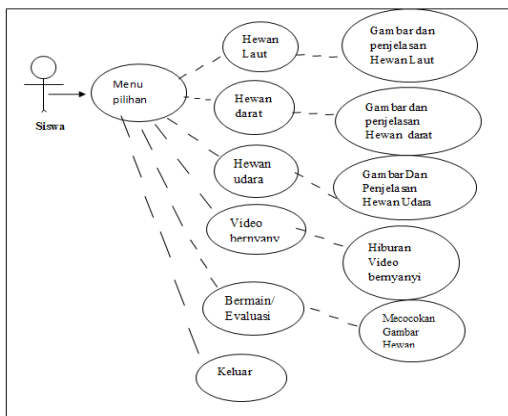 Siswa
Menu
pilihan
Hewan
Laut
Gambar dan
penjelasan
Hewan Laut
Hewan
darat
Gambar dan
penjelasan
Hewan darat
Hewan
udara
Gambar Dan
Penjelasan
Hewan Udara
Video
bernyany
Hiburan
Video
bernyanyi
Bermain/
Evaluasi
Mecocokan
Gambar
Hewan
Keluar